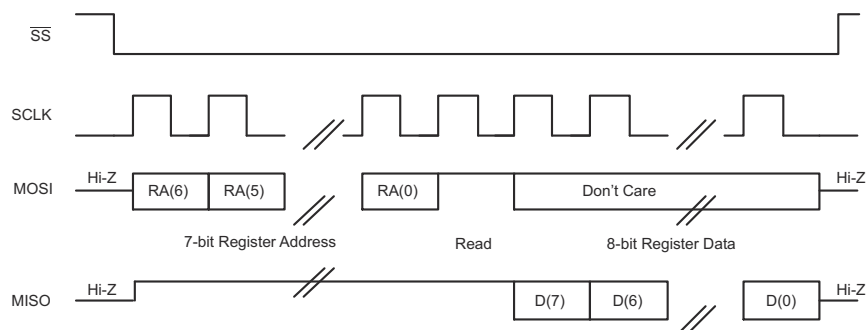 SS
SCLK
MOSI Hi-Z RA(6) RA(5) RA(0) Don't Care Hi-Z
7-bit Register Address Read 8-bit Register Data
MISO Hi-Z D(7) D(6) D(0) Hi-Z